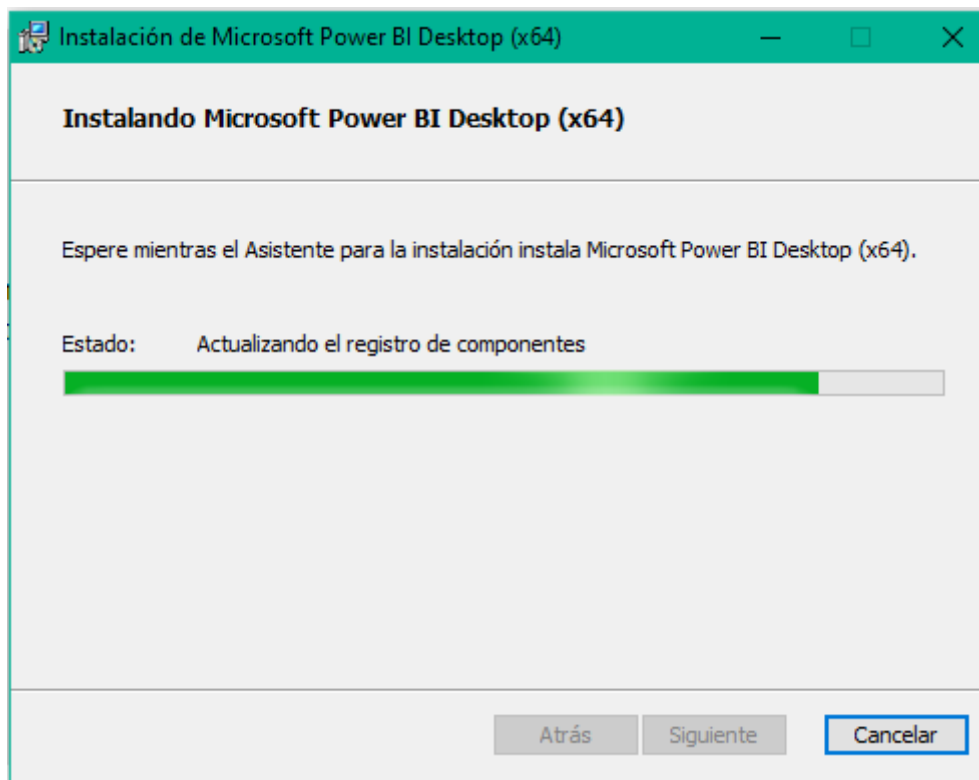 Instalación de Microsoft Power BI Desktop (x64)
Instalando Microsoft Power BI Desktop (x64)
Espere mientras el Asistente para la instalación instala Microsoft Power BI Desktop (x64).
Estado: Actualizando el registro de componentes
Atrás Siguiente Cancelar